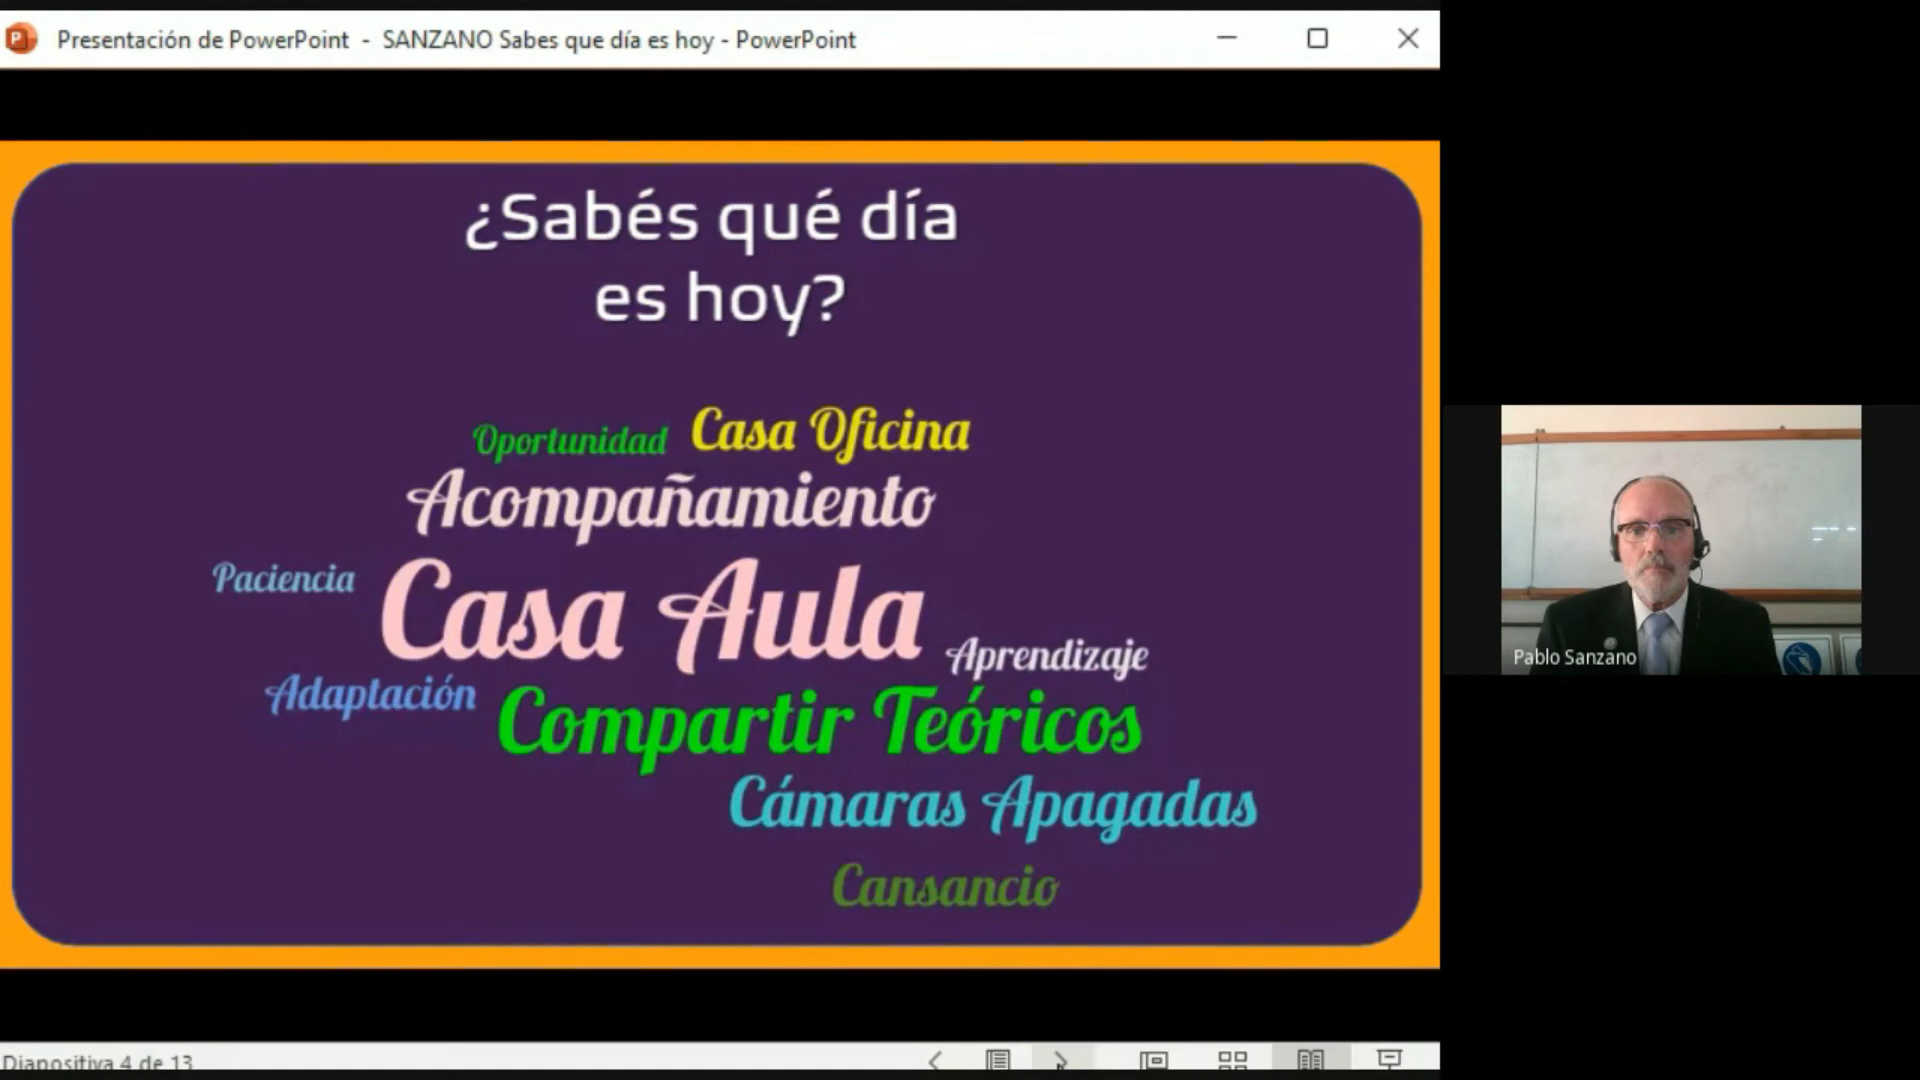 Presentación de PowerPoint - SANZANO Sabes que día es hoy - PowerPoint
¿Sabés qué día
es hoy?
Oportunidad Casa Oficina
Acompañamiento
Paciencia
Casa Aula
Aprendizaje
Adaptación
Compartir Teóricos
Cámaras Apagadas
Cansancio
Pablo Sanzano
Diapositiva 4 de 13